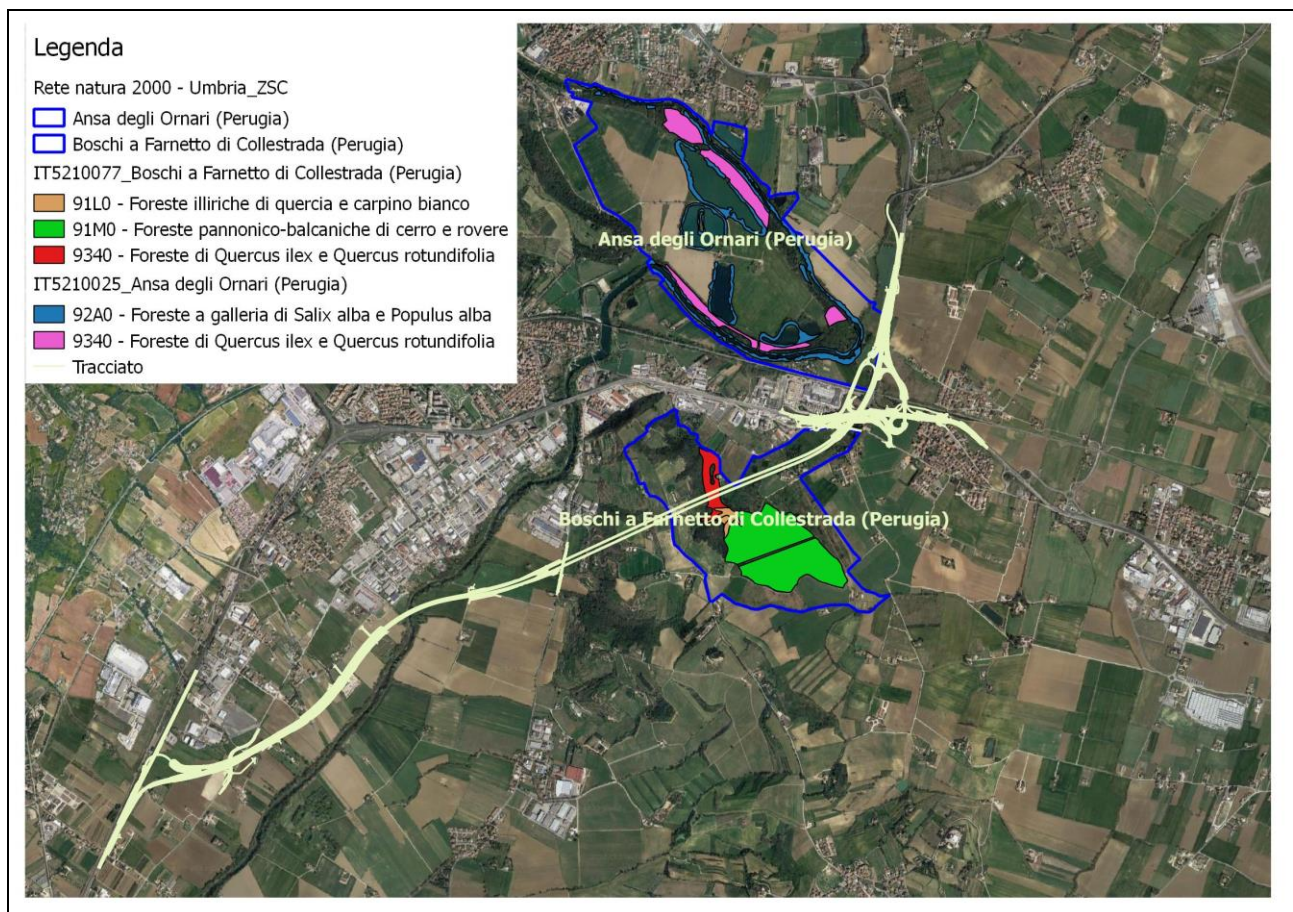 Legenda
Rete natura 2000 - Umbria_ZSC
Ansa degli Ornari (Perugia)
Boschi a Farnetto di Collestrada (Perugia)
IT5210077_Boschi a Farnetto di Collestrada (Perugia)
91L0 - Foreste illiriche di quercia e carpino bianco
91M0 - Foreste pannonico-balcaniche di cerro e rovere
9340 - Foreste di Quercus ilex e Quercus rotundifolia
IT5210025_Ansa degli Ornari (Perugia)
92A0 - Foreste a galleria di Salix alba e Populus alba
9340 - Foreste di Quercus ilex e Quercus rotundifolia
Tracciato
Ansa degli Ornari (Perugia)
Boschi a Farnetto di Collestrada (Perugia)